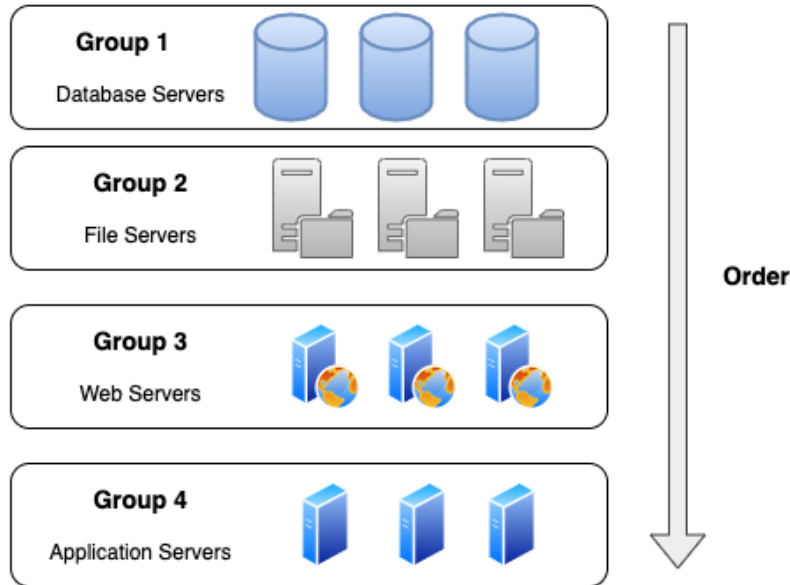 Group 1
Database Servers
Group 2
File Servers
Order
Group 3
Web Servers
Group 4
Application Servers